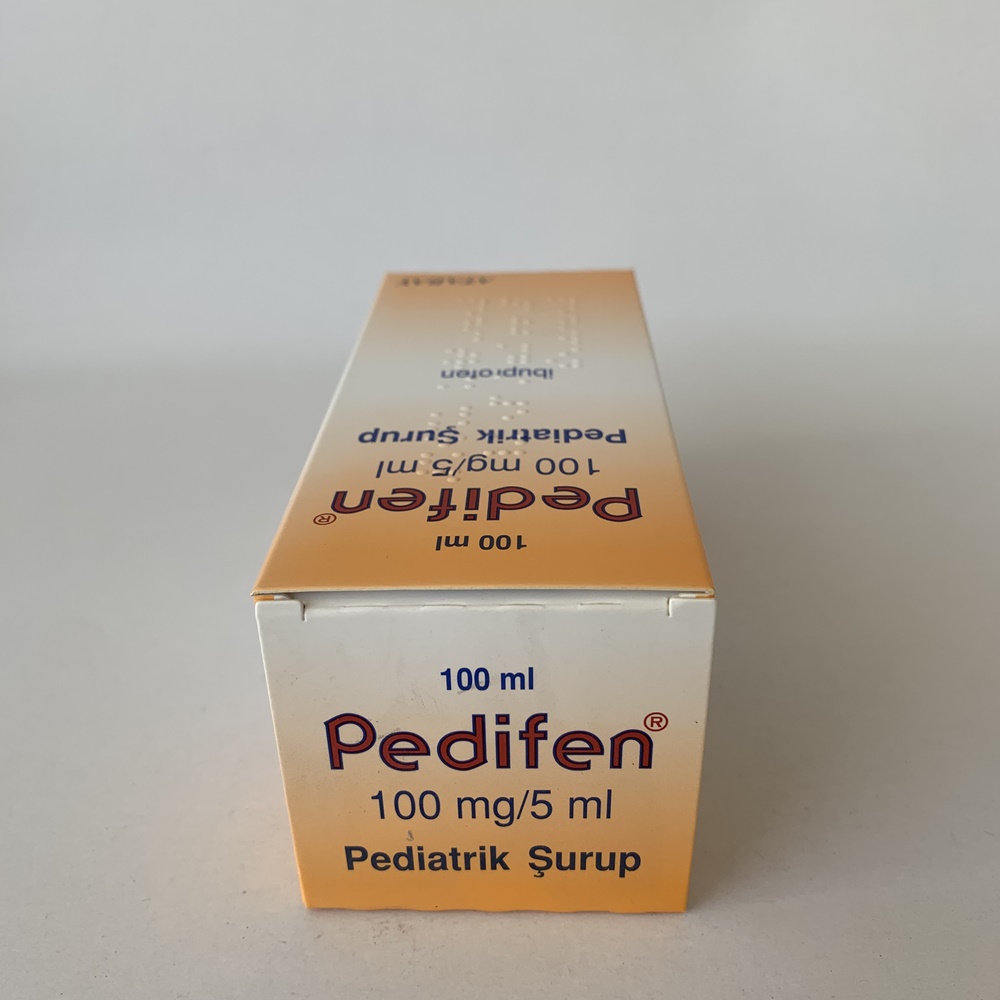 100 ml
Pedifen®
100 mg/5 ml
Pediatrik Şurup
100 ml
Pedifen®
100 mg/5 ml
Pediatrik Şurup
ibuprofen